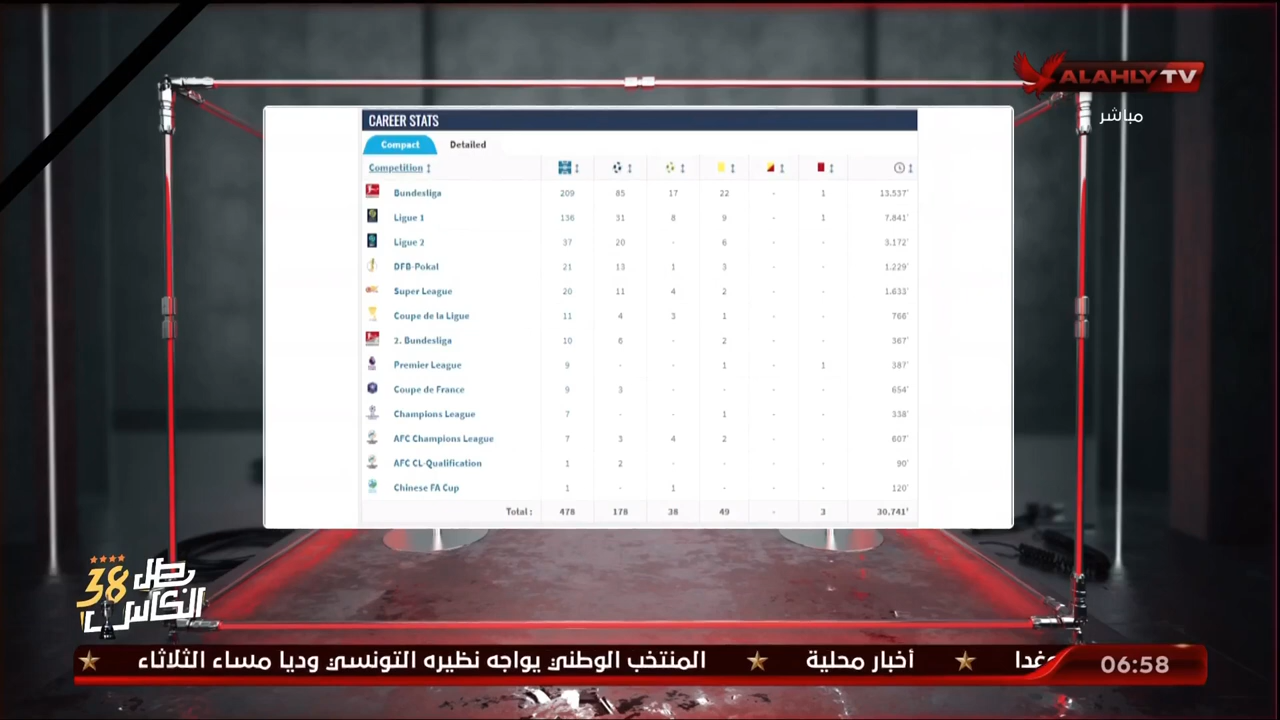 ALAHLY TV
مباشر
CAREER STATS
Compact Detailed
Competition
Bundesliga 209 85 17 22 - 1 13.537'
Ligue 1 136 31 8 9 - 1 7.841'
Ligue 2 37 20 - 6 - - 3.172'
DFB-Pokal 21 13 1 3 - - 1.229'
Super League 20 11 4 2 - - 1.633'
Coupe de la Ligue 11 4 3 1 - - 766'
2. Bundesliga 10 6 - 2 - - 367'
Premier League 9 - - 1 - 1 387'
Coupe de France 9 3 - - - - 654'
Champions League 7 - - 1 - - 338'
AFC Champions League 7 3 4 2 - - 607'
AFC CL-Qualification 1 2 - - - - 90'
Chinese FA Cup 1 - 1 - - - 120'
Total : 478 178 38 49 - 3 30.741'
بطل 38
الكاس
وغدا ★ أخبار محلية ★ المنتخب الوطني يواجه نظيره التونسي وديا مساء الثلاثاء ★
06:58